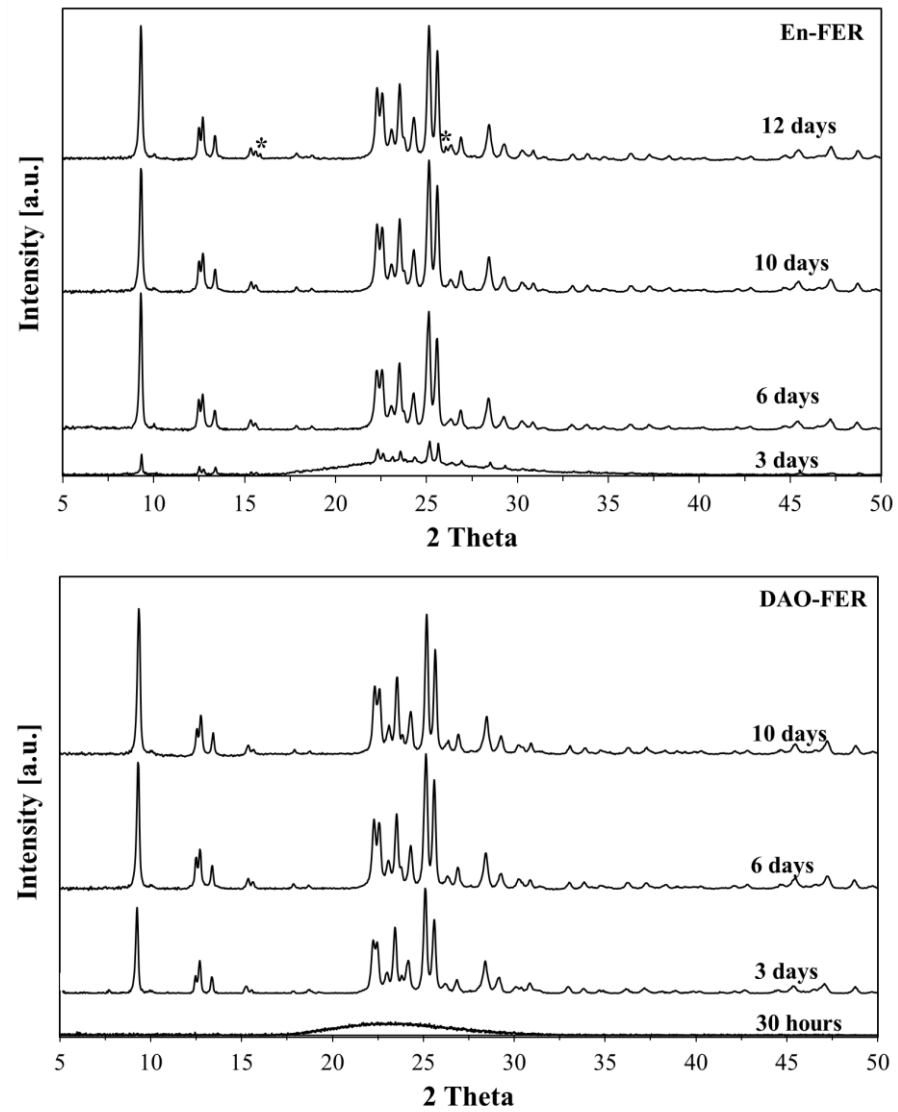 En-FER
12 days
*
*
10 days
6 days
3 days
Intensity [a.u.]
5 10 15 20 25 30 35 40 45 50
2 Theta
DAO-FER
10 days
6 days
3 days
30 hours
Intensity [a.u.]
5 10 15 20 25 30 35 40 45 50
2 Theta